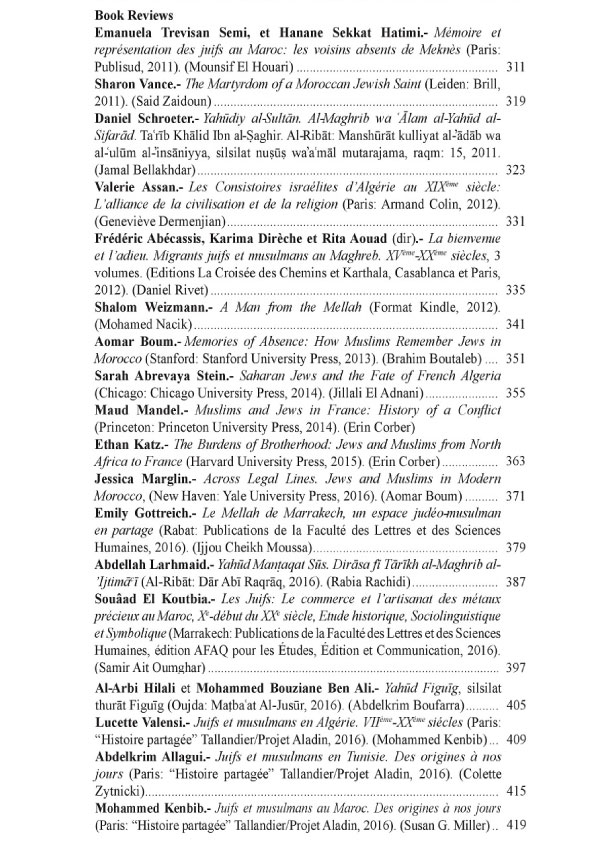 Book Reviews
Emanuela Trevisan Semi, et Hanane Sekkat Hatimi.- Mémoire et
représentation des juifs au Maroc: les voisins absents de Meknès (Paris:
Publisud, 2011). (Mounsif El Houari) ........ 311
Sharon Vance.- The Martyrdom of a Moroccan Jewish Saint (Leiden: Brill,
2011). (Said Zaidoun) ........ 319
Daniel Schroeter.- Yahūdiy al-Sultān. Al-Maghrib wa ʿĀlam al-Yahūd al-
Sifarād. Taʿrīb Khālid Ibn al-Ṣaghir. Al-Ribāt: Manshūrāt kulliyat al-’ādāb wa
al-ʿulūm al-’insāniyya, silsilat nuṣūṣ wa’aʿmāl mutarajama, raqm: 15, 2011.
(Jamal Bellakhdar) ........ 323
Valerie Assan.- Les Consistoires israélites d’Algérie au XIXème siècle:
L’alliance de la civilisation et de la religion (Paris: Armand Colin, 2012).
(Geneviève Dermenjian) ........ 331
Frédéric Abécassis, Karima Dirèche et Rita Aouad (dir).- La bienvenue
et l’adieu. Migrants juifs et musulmans au Maghreb. XVème-XXème siècles, 3
volumes. (Editions La Croisée des Chemins et Karthala, Casablanca et Paris,
2012). (Daniel Rivet) ........ 335
Shalom Weizmann.- A Man from the Mellah (Format Kindle, 2012).
(Mohamed Nacik) ........ 341
Aomar Boum.- Memories of Absence: How Muslims Remember Jews in
Morocco (Stanford: Stanford University Press, 2013). (Brahim Boutaleb) .... 351
Sarah Abrevaya Stein.- Saharan Jews and the Fate of French Algeria
(Chicago: Chicago University Press, 2014). (Jillali El Adnani) ........ 355
Maud Mandel.- Muslims and Jews in France: History of a Conflict
(Princeton: Princeton University Press, 2014). (Erin Corber)
Ethan Katz.- The Burdens of Brotherhood: Jews and Muslims from North
Africa to France (Harvard University Press, 2015). (Erin Corber) ........ 363
Jessica Marglin.- Across Legal Lines. Jews and Muslims in Modern
Morocco, (New Haven: Yale University Press, 2016). (Aomar Boum) ........ 371
Emily Gottreich.- Le Mellah de Marrakech, un espace judéo-musulman
en partage (Rabat: Publications de la Faculté des Lettres et des Sciences
Humaines, 2016). (Ijjou Cheikh Moussa) ........ 379
Abdellah Larhmaid.- Yahūd Manṭaqat Sūs. Dirāsa fī Tārīkh al-Maghrib al-
’Ijtimāʿī (Al-Ribāt: Dār Abī Raqrāq, 2016). (Rabia Rachidi) ........ 387
Souâad El Koutbia.- Les Juifs: Le commerce et l’artisanat des métaux
précieux au Maroc, Xe-début du XXe siècle, Etude historique, Sociolinguistique
et Symbolique (Marrakech: Publications de la Faculté des Lettres et des Sciences
Humaines, édition AFAQ pour les Études, Édition et Communication, 2016).
(Samir Ait Oumghar) ........ 397
Al-Arbi Hilali et Mohammed Bouziane Ben Ali.- Yahūd Figuīg, silsilat
thurāt Figuīg (Oujda: Maṭbaʿat Al-Jusūr, 2016). (Abdelkrim Boufarra) ........ 405
Lucette Valensi.- Juifs et musulmans en Algérie. VIIème-XXème siécles (Paris:
“Histoire partagée” Tallandier/Projet Aladin, 2016). (Mohammed Kenbib) ... 409
Abdelkrim Allagui.- Juifs et musulmans en Tunisie. Des origines à nos
jours (Paris: “Histoire partagée” Tallandier/Projet Aladin, 2016). (Colette
Zytnicki) ........ 415
Mohammed Kenbib.- Juifs et musulmans au Maroc. Des origines à nos jours
(Paris: “Histoire partagée” Tallandier/Projet Aladin, 2016). (Susan G. Miller) .. 419